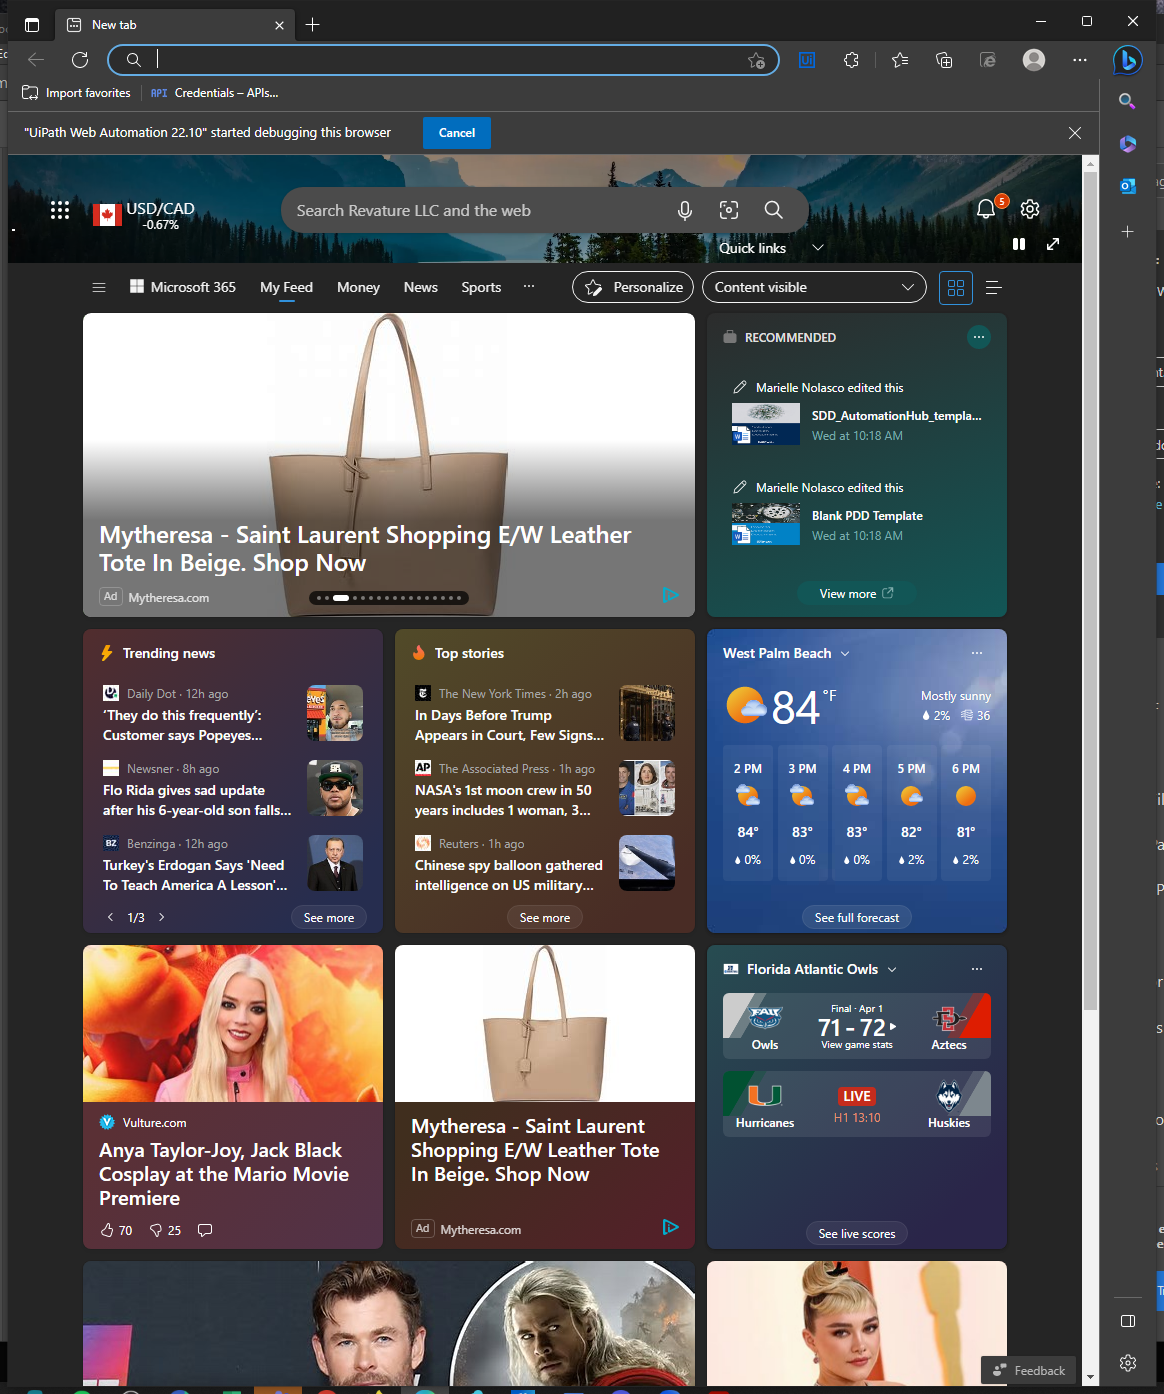 New tab
Import favorites
API Credentials – APIs...
"UiPath Web Automation 22.10" started debugging this browser
Cancel
USD/CAD
-0.67%
Search Revature LLC and the web
5
Quick links
Microsoft 365
My Feed
Money
News
Sports
...
Personalize
Content visible
Mytheresa - Saint Laurent Shopping E/W Leather
Tote In Beige. Shop Now
Ad Mytheresa.com
RECOMMENDED
Marielle Nolasco edited this
SDD_AutomationHub_templa...
Wed at 10:18 AM
Marielle Nolasco edited this
Blank PDD Template
Wed at 10:18 AM
View more
Trending news
Daily Dot · 12h ago
‘They do this frequently’:
Customer says Popeyes...
Newsner · 8h ago
Flo Rida gives sad update
after his 6-year-old son falls...
BZ Benzinga · 12h ago
Turkey's Erdogan Says 'Need
To Teach America A Lesson'...
1/3
See more
Top stories
The New York Times · 2h ago
In Days Before Trump
Appears in Court, Few Signs...
AP The Associated Press · 1h ago
NASA's 1st moon crew in 50
years includes 1 woman, 3...
Reuters · 1h ago
Chinese spy balloon gathered
intelligence on US military...
See more
West Palm Beach
84 °F
Mostly sunny
2% 36
2 PM 3 PM 4 PM 5 PM 6 PM
84° 83° 83° 82° 81°
0% 0% 0% 2% 2%
See full forecast
Vulture.com
Anya Taylor-Joy, Jack Black
Cosplay at the Mario Movie
Premiere
70 25
Mytheresa - Saint Laurent
Shopping E/W Leather Tote
In Beige. Shop Now
Ad Mytheresa.com
Florida Atlantic Owls
Final · Apr 1
FAU
71 - 72
Owls
View game stats
Aztecs
LIVE
H1 13:10
Hurricanes
Huskies
See live scores
Feedback